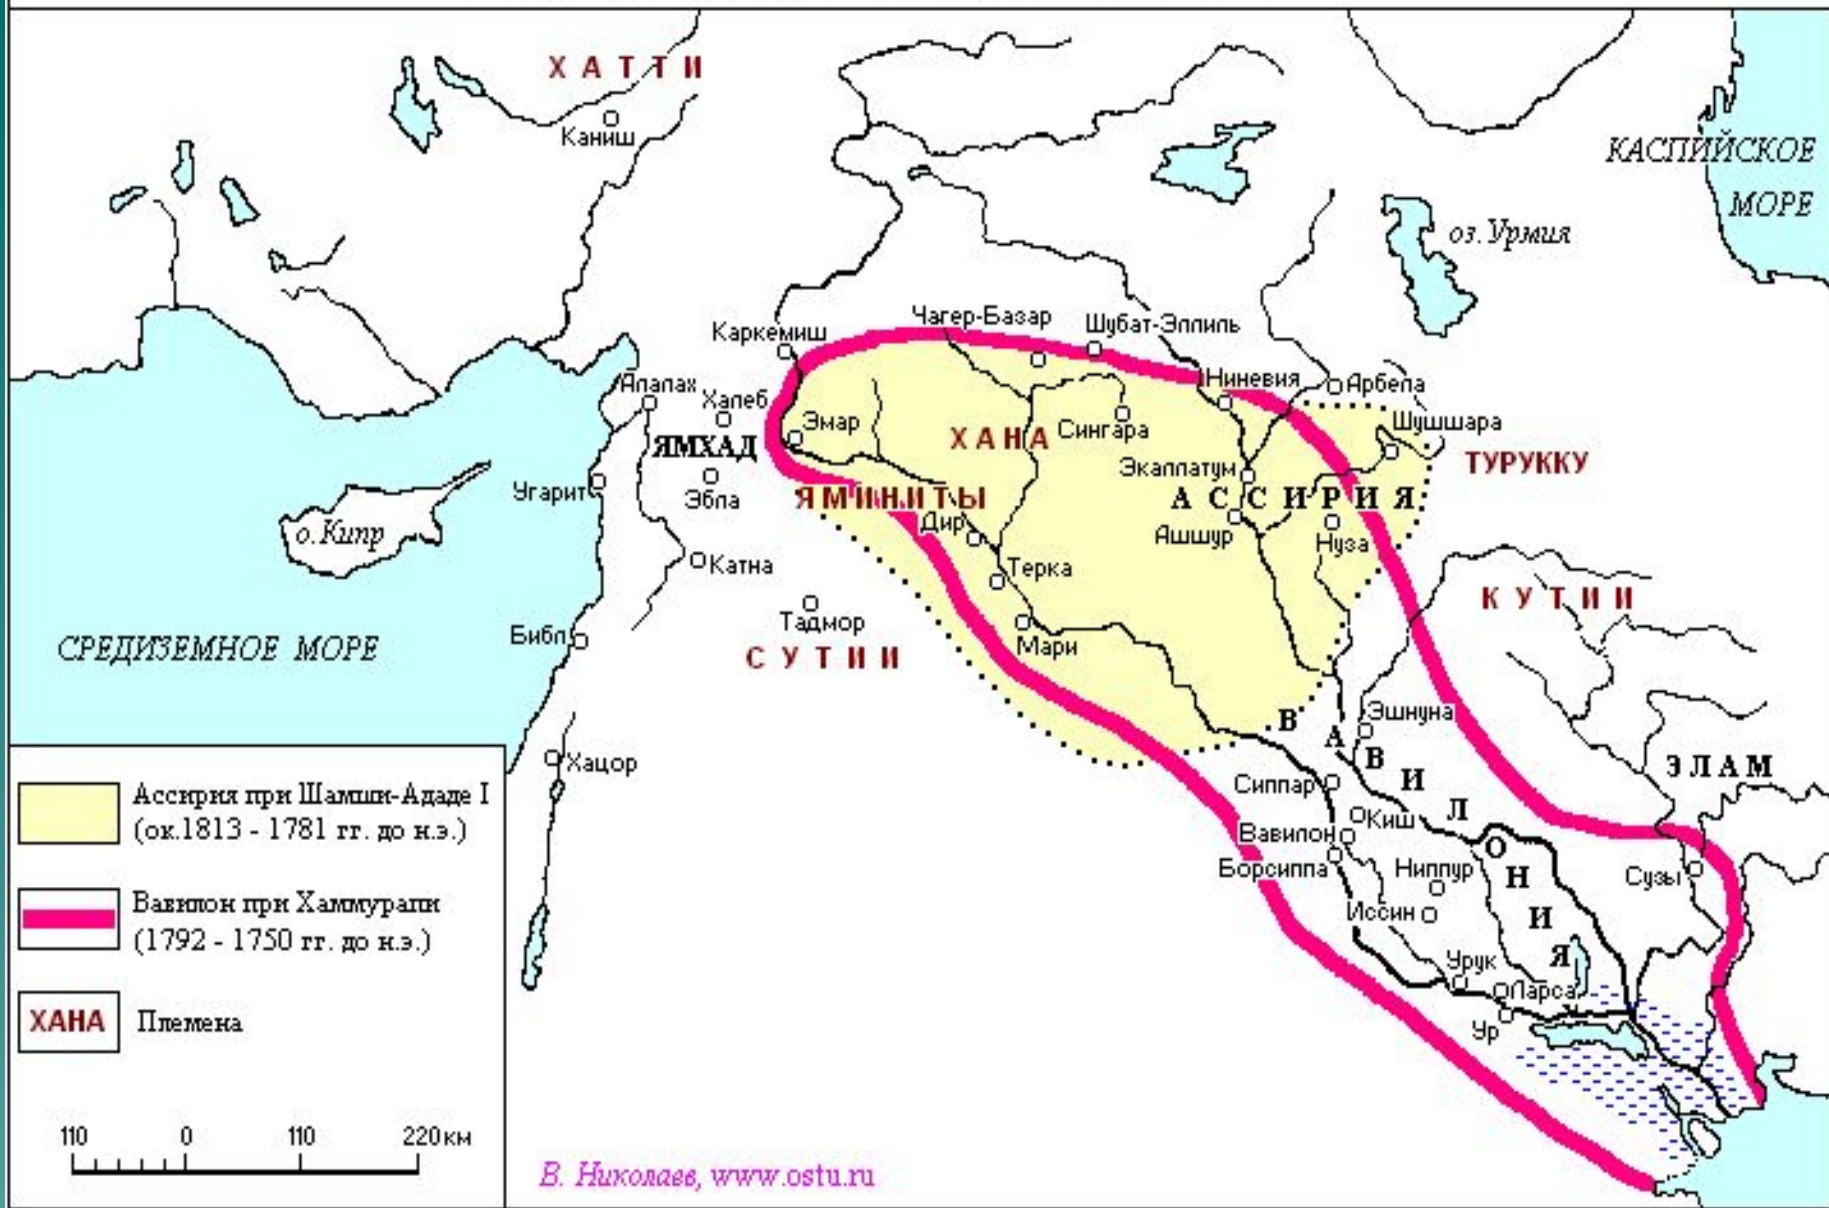 ХАТТИ
Каниш
КАСПИЙСКОЕ
МОРЕ
оз. Урмия
Чагер-Базар
Шубат-Эллиль
Каркемиш
Ниневия
Арбела
Алалах
Халеб
Эмар
Сингара
Шушшара
ХАНА
ЯМХАД
ТУРУККУ
Экаллатум
Угарит
Эбла
ЯМИНИТЫ
АССИРИЯ
Дир
Ашшур
Нуза
о. Кипр
Катна
Терка
КУТИИ
Тадмор
Библ
Мари
СРЕДИЗЕМНОЕ МОРЕ
СУТИИ
Эшнуна
ВАВИЛОНИЯ
Хацор
ЭЛАМ
Сиппар
Киш
Вавилон
Борсиппа
Ниппур
Сузы
Иссин
Урук
Ларса
Ур
Ассирия при Шамши-Ададе I
(ок.1813 - 1781 гг. до н.э.)
Вавилон при Хаммурапи
(1792 - 1750 гг. до н.э.)
ХАНА Племена
110 0 110 220 км
В. Николаев, www.ostu.ru